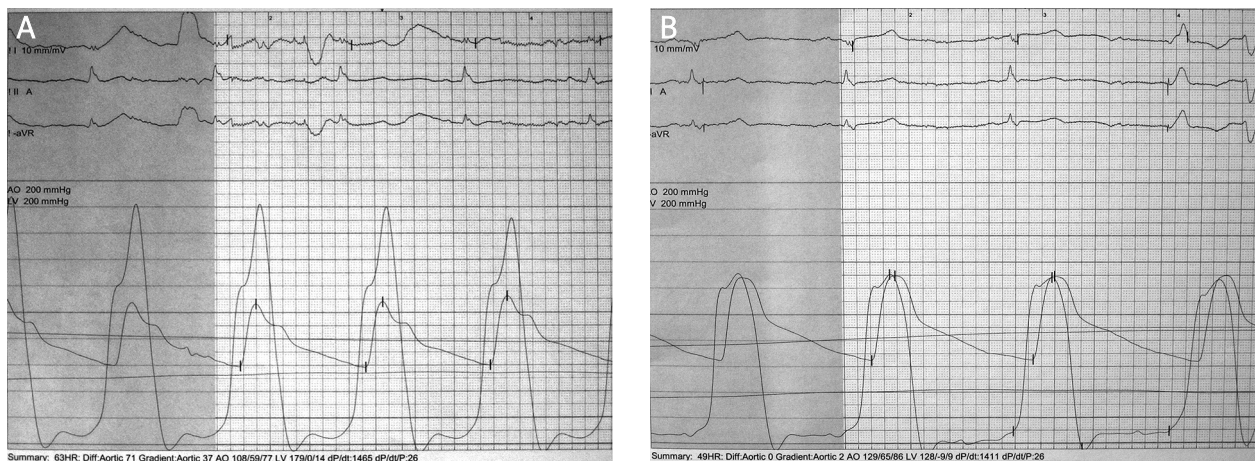 A
2
3
4
! I 10 mm/mV
! II A
! -aVR
AO 200 mmHg
LV 200 mmHg
Summary: 63HR: Diff:Aortic 71 Gradient:Aortic 37 AO 108/59/77 LV 179/0/14 dP/dt:1465 dP/dt/P:26
B
2
3
4
10 mm/mV
I A
-aVR
O 200 mmHg
V 200 mmHg
Summary: 49HR: Diff:Aortic 0 Gradient:Aortic 2 AO 129/65/86 LV 128/-9/9 dP/dt:1411 dP/dt/P:26